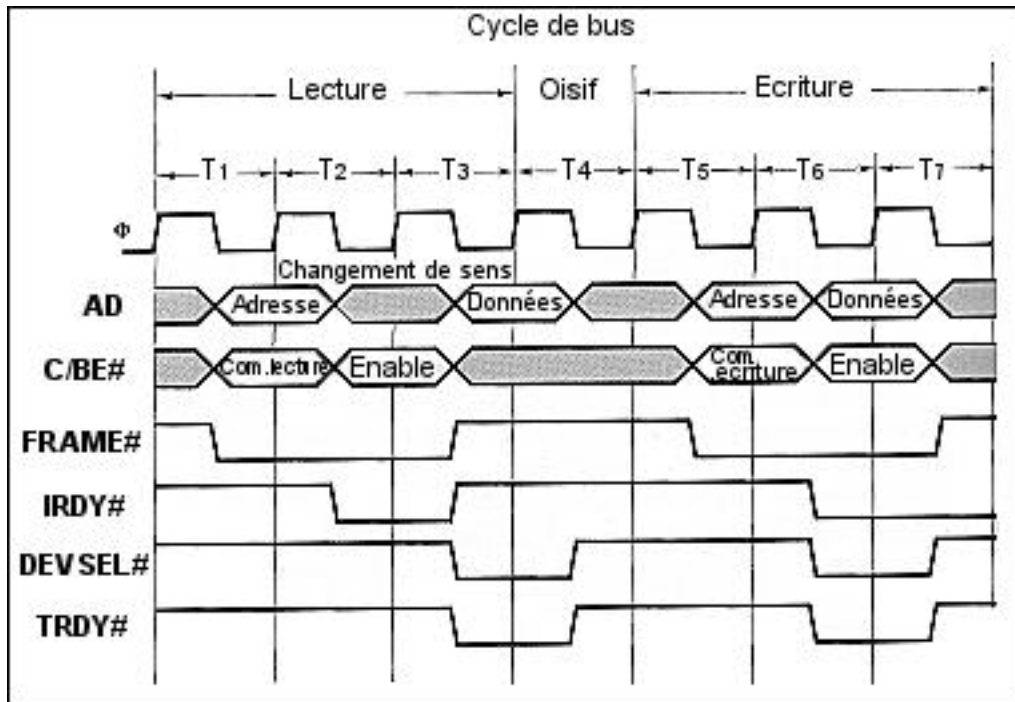 Cycle de bus
Lecture Oisif Ecriture
T1 T2 T3 T4 T5 T6 T7
Φ
Changement de sens
AD Adresse Données Adresse Données
C/BE# Com.lecture Enable Com. ecriture Enable
FRAME#
IRDY#
DEVSEL#
TRDY#